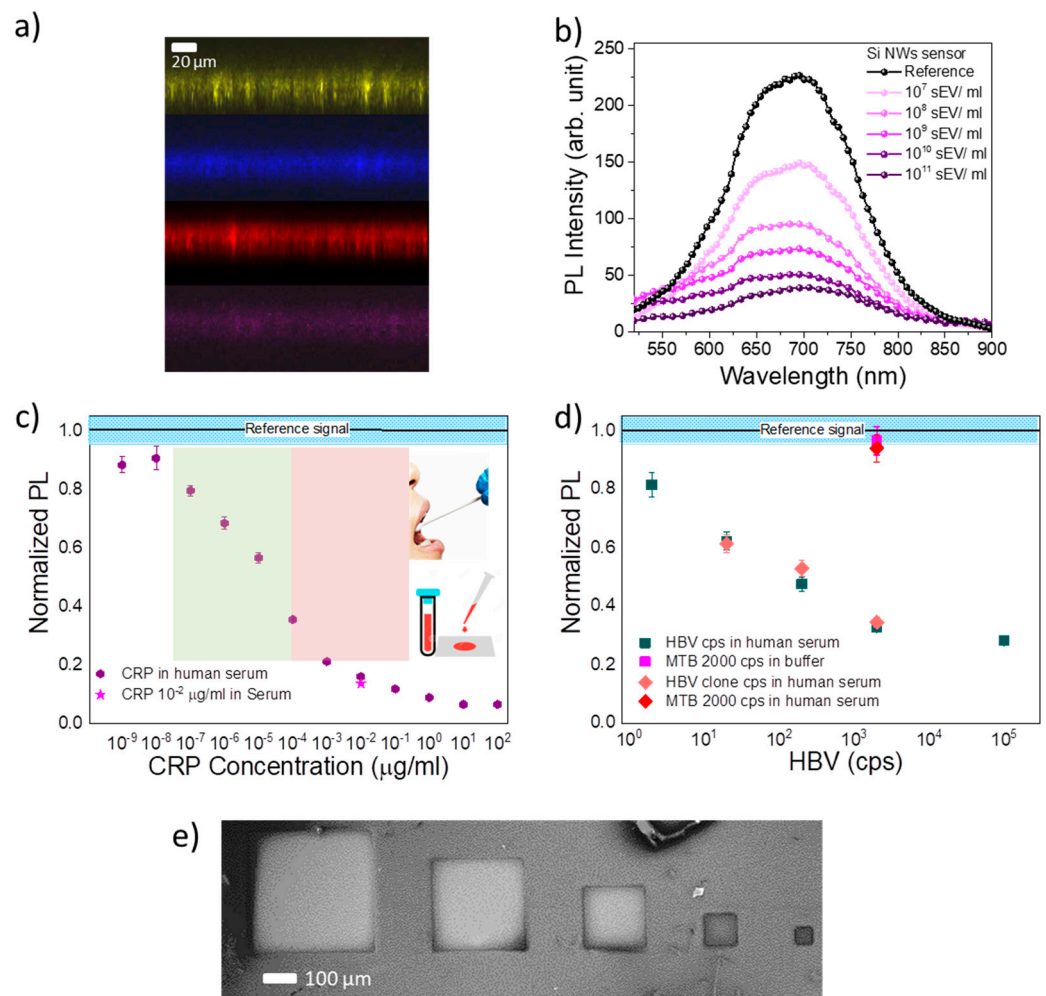 a)
20 µm
b)
PL Intensity (arb. unit)
250
200
150
100
50
0
550 600 650 700 750 800 850 900
Wavelength (nm)
Si NWs sensor
Reference
10⁷ sEV/ ml
10⁸ sEV/ ml
10⁹ sEV/ ml
10¹⁰ sEV/ ml
10¹¹ sEV/ ml
c)
Normalized PL
1.0
0.8
0.6
0.4
0.2
0.0
Reference signal
CRP in human serum
CRP 10⁻² µg/ml in Serum
10⁻⁹ 10⁻⁸ 10⁻⁷ 10⁻⁶ 10⁻⁵ 10⁻⁴ 10⁻³ 10⁻² 10⁻¹ 10⁰ 10¹ 10²
CRP Concentration (µg/ml)
d)
Normalized PL
1.0
0.8
0.6
0.4
0.2
0.0
Reference signal
HBV cps in human serum
MTB 2000 cps in buffer
HBV clone cps in human serum
MTB 2000 cps in human serum
10⁰ 10¹ 10² 10³ 10⁴ 10⁵
HBV (cps)
e)
100 µm